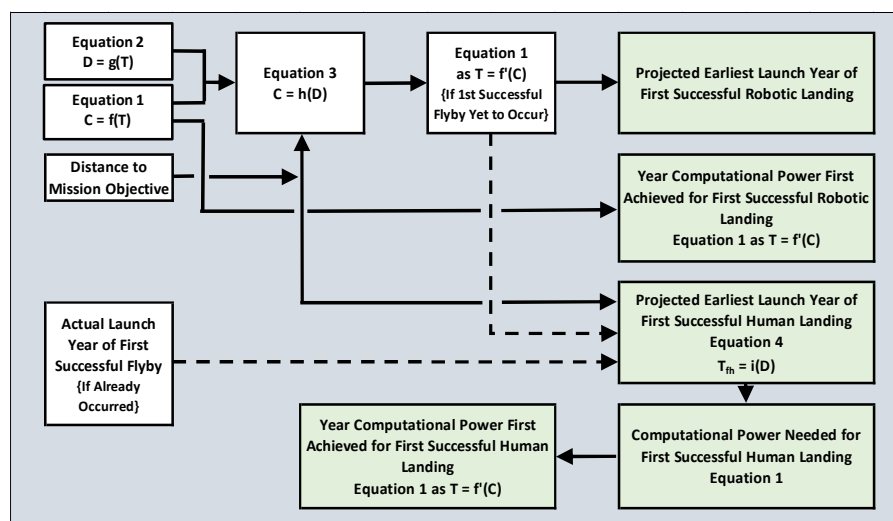 Equation 2
D = g(T)
Equation 1
C = f(T)
Distance to
Mission Objective
Equation 3
C = h(D)
Equation 1
as T = f'(C)
{If 1st Successful
Flyby Yet to Occur}
Projected Earliest Launch Year of
First Successful Robotic Landing
Year Computational Power First
Achieved for First Successful Robotic
Landing
Equation 1 as T = f'(C)
Actual Launch
Year of First
Successful Flyby
{If Already
Occurred}
Projected Earliest Launch Year of
First Successful Human Landing
Equation 4
Tfh = i(D)
Year Computational Power First
Achieved for First Successful Human
Landing
Equation 1 as T = f'(C)
Computational Power Needed for
First Successful Human Landing
Equation 1